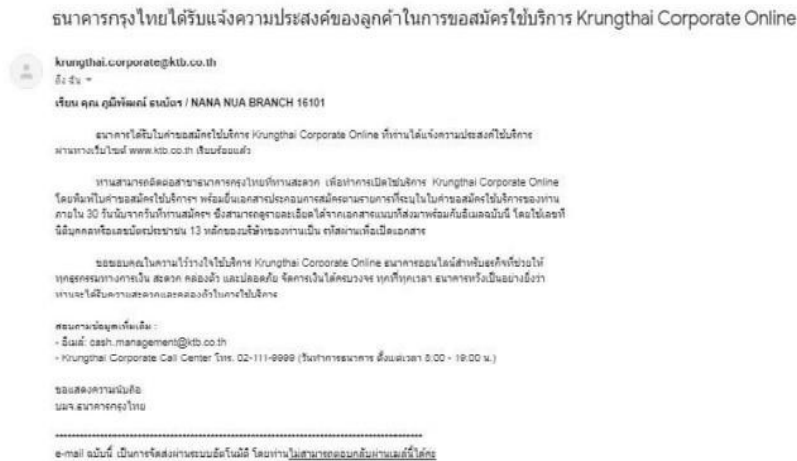 ธนาคารกรุงไทยได้รับแจ้งความประสงค์ของลูกค้าในการขอสมัครใช้บริการ Krungthai Corporate Online
krungthai.corporate@ktb.co.th
ถึง ฉัน
เรียน คุณ ภูมิพัฒณ์ ธนบัตร / NANA NUA BRANCH 16101
ธนาคารได้รับใบคำขอสมัครใช้บริการ Krungthai Corporate Online ที่ท่านได้แจ้งความประสงค์ใช้บริการ
ผ่านทางเว็บไซต์ www.ktb.co.th เรียบร้อยแล้ว
ท่านสามารถติดต่อสาขาธนาคารกรุงไทยที่ท่านสะดวก เพื่อทำการเปิดใช้บริการ Krungthai Corporate Online
โดยพิมพ์ใบคำขอสมัครใช้บริการฯ พร้อมยื่นเอกสารประกอบการสมัครตามรายการที่ระบุในใบคำขอสมัครใช้บริการของท่าน
ภายใน 30 วันนับจากวันที่ท่านสมัครฯ ซึ่งสามารถดูรายละเอียดได้จากเอกสารแนบที่ส่งมาพร้อมกับอีเมลฉบับนี้ โดยใช้เลขที่
นิติบุคคลหรือเลขบัตรประชาชน 13 หลักของบริษัทของท่านเป็น รหัสผ่านเพื่อเปิดเอกสาร
ขอขอบคุณในความไว้วางใจใช้บริการ Krungthai Corporate Online ธนาคารออนไลน์สำหรับธุรกิจที่ช่วยให้
ทุกธุรกรรมทางการเงิน สะดวก คล่องตัว และปลอดภัย จัดการเงินได้ครบวงจร ทุกที่ทุกเวลา ธนาคารหวังเป็นอย่างยิ่งว่า
ท่านจะได้รับความสะดวกและคล่องตัวในการใช้บริการ
สอบถามข้อมูลเพิ่มเติม :
- อีเมล์: cash.management@ktb.co.th
- Krungthai Corporate Call Center โทร. 02-111-9999 (วันทำการธนาคาร ตั้งแต่เวลา 8:00 - 19:00 น.)
ขอแสดงความนับถือ
บมจ.ธนาคารกรุงไทย
e-mail ฉบับนี้ เป็นการจัดส่งผ่านระบบอัตโนมัติ โดยท่านไม่สามารถตอบกลับผ่านเมล์นี้ได้ค่ะ